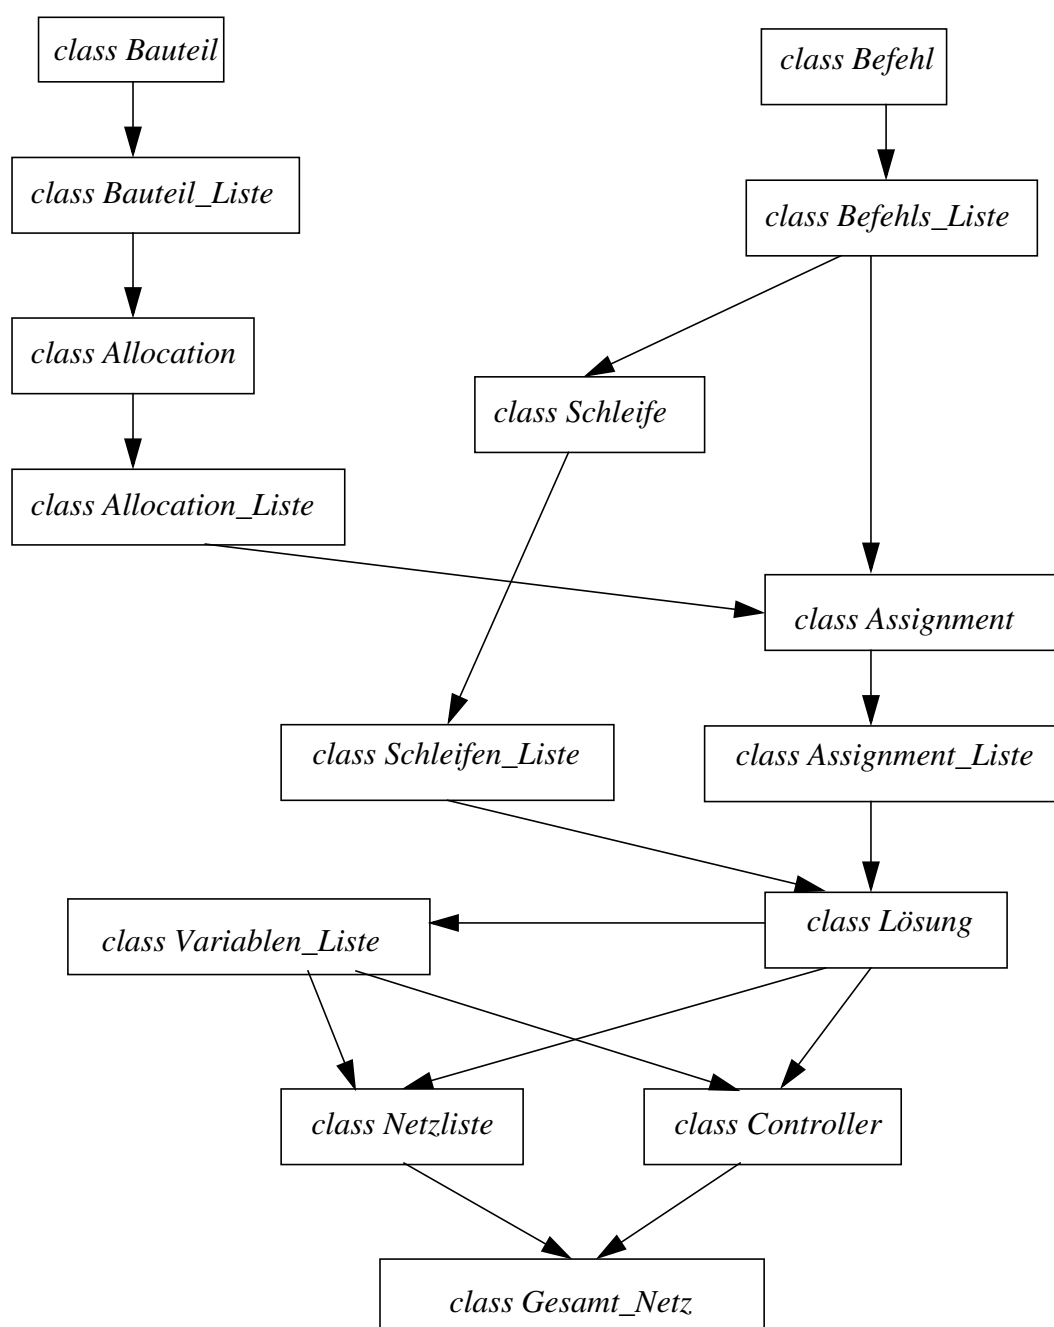 class Bauteil
class Befehl
class Bauteil_Liste
class Befehls_Liste
class Allocation
class Schleife
class Allocation_Liste
class Assignment
class Schleifen_Liste
class Assignment_Liste
class Lösung
class Variablen_Liste
class Netzliste
class Controller
class Gesamt_Netz